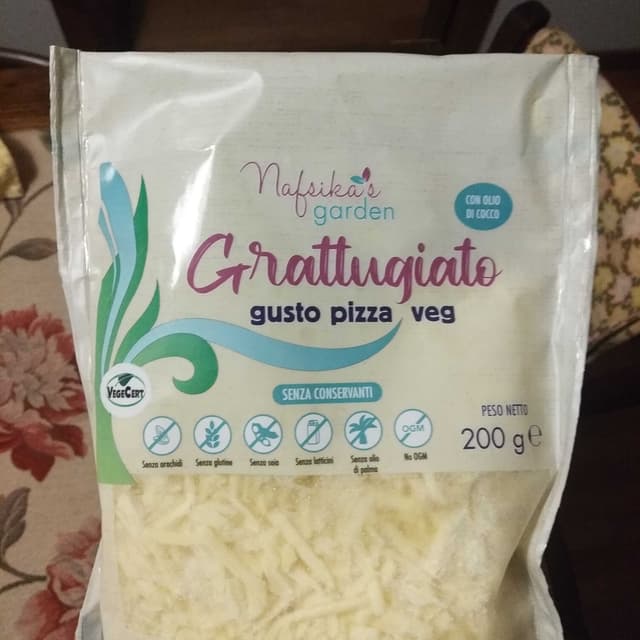 Nafsika's
garden
CON OLIO
DI COCCO
Grattugiato
gusto pizza veg
SENZA CONSERVANTI
VEGECERT
PESO NETTO
200 g e
OGM
Senza arachidi
Senza glutine
Senza soia
Senza latticini
Senza olio
di palma
No OGM